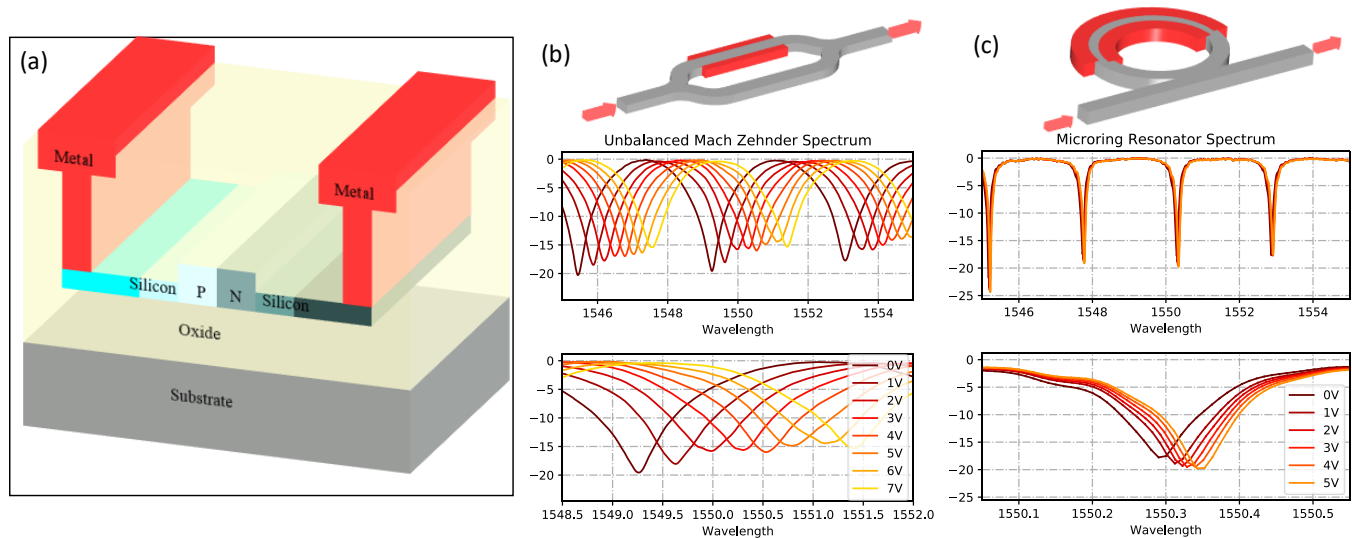 (a)
Metal
Metal
Silicon
P
N
Silicon
Oxide
Substrate
(b)
Unbalanced Mach Zehnder Spectrum
0
−5
−10
−15
−20
1546
1548
1550
1552
1554
Wavelength
0
−5
−10
−15
−20
1548.5
1549.0
1549.5
1550.0
1550.5
1551.0
1551.5
1552.0
Wavelength
0V
1V
2V
3V
4V
5V
6V
7V
(c)
Microring Resonator Spectrum
0
−5
−10
−15
−20
−25
1546
1548
1550
1552
1554
Wavelength
0
−5
−10
−15
−20
−25
1550.1
1550.2
1550.3
1550.4
1550.5
Wavelength
0V
1V
2V
3V
4V
5V